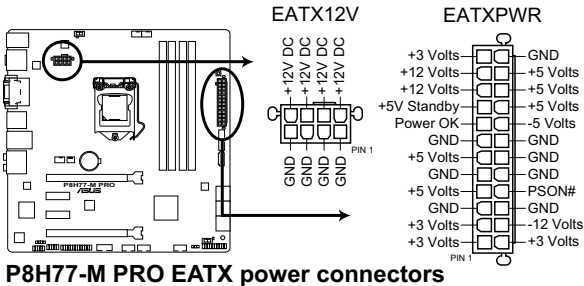 EATX12V
EATXPWR
+12V DC
+12V DC
+12V DC
+12V DC
GND
GND
GND
GND
PIN 1
+3 Volts
GND
+12 Volts
+5 Volts
+12 Volts
+5 Volts
+5V Standby
+5 Volts
Power OK
-5 Volts
GND
GND
+5 Volts
GND
GND
GND
+5 Volts
PSON#
GND
GND
+3 Volts
-12 Volts
+3 Volts
+3 Volts
PIN 1
P8H77-M PRO
ASUS
P8H77-M PRO EATX power connectors